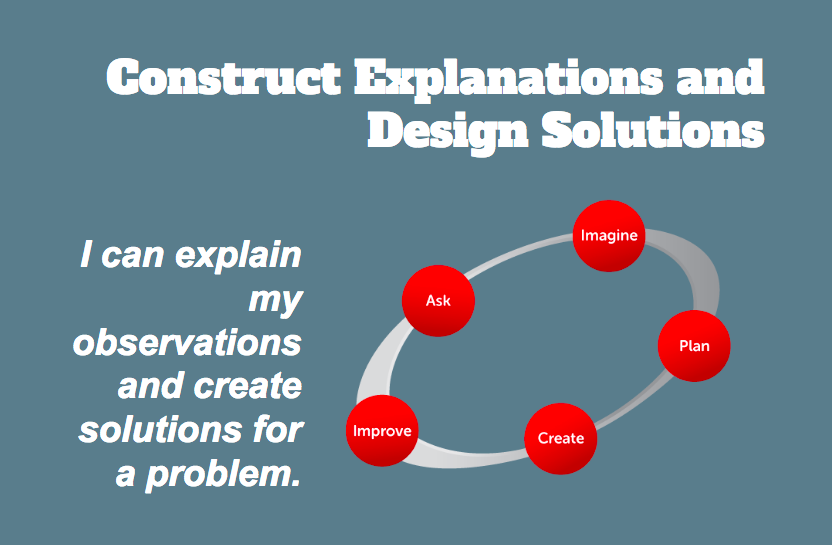 Construct Explanations and
Design Solutions
I can explain
my
observations
and create
solutions for
a problem.
Imagine
Ask
Plan
Improve
Create